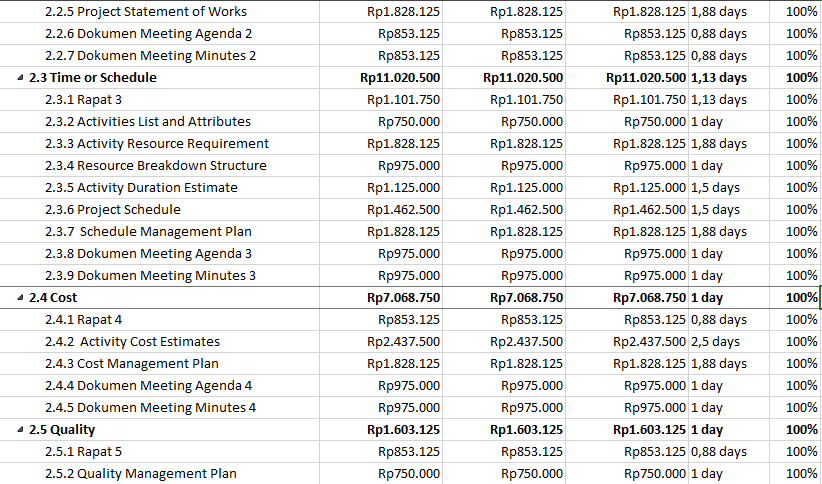 2.2.5 Project Statement of Works Rp1.828.125 Rp1.828.125 Rp1.828.125 1,88 days 100%
2.2.6 Dokumen Meeting Agenda 2 Rp853.125 Rp853.125 Rp853.125 0,88 days 100%
2.2.7 Dokumen Meeting Minutes 2 Rp853.125 Rp853.125 Rp853.125 0,88 days 100%
2.3 Time or Schedule Rp11.020.500 Rp11.020.500 Rp11.020.500 1,13 days 100%
2.3.1 Rapat 3 Rp1.101.750 Rp1.101.750 Rp1.101.750 1,13 days 100%
2.3.2 Activities List and Attributes Rp750.000 Rp750.000 Rp750.000 1 day 100%
2.3.3 Activity Resource Requirement Rp1.828.125 Rp1.828.125 Rp1.828.125 1,88 days 100%
2.3.4 Resource Breakdown Structure Rp975.000 Rp975.000 Rp975.000 1 day 100%
2.3.5 Activity Duration Estimate Rp1.125.000 Rp1.125.000 Rp1.125.000 1,5 days 100%
2.3.6 Project Schedule Rp1.462.500 Rp1.462.500 Rp1.462.500 1,5 days 100%
2.3.7 Schedule Management Plan Rp1.828.125 Rp1.828.125 Rp1.828.125 1,88 days 100%
2.3.8 Dokumen Meeting Agenda 3 Rp975.000 Rp975.000 Rp975.000 1 day 100%
2.3.9 Dokumen Meeting Minutes 3 Rp975.000 Rp975.000 Rp975.000 1 day 100%
2.4 Cost Rp7.068.750 Rp7.068.750 Rp7.068.750 1 day 100%
2.4.1 Rapat 4 Rp853.125 Rp853.125 Rp853.125 0,88 days 100%
2.4.2 Activity Cost Estimates Rp2.437.500 Rp2.437.500 Rp2.437.500 2,5 days 100%
2.4.3 Cost Management Plan Rp1.828.125 Rp1.828.125 Rp1.828.125 1,88 days 100%
2.4.4 Dokumen Meeting Agenda 4 Rp975.000 Rp975.000 Rp975.000 1 day 100%
2.4.5 Dokumen Meeting Minutes 4 Rp975.000 Rp975.000 Rp975.000 1 day 100%
2.5 Quality Rp1.603.125 Rp1.603.125 Rp1.603.125 1 day 100%
2.5.1 Rapat 5 Rp853.125 Rp853.125 Rp853.125 0,88 days 100%
2.5.2 Quality Management Plan Rp750.000 Rp750.000 Rp750.000 1 day 100%